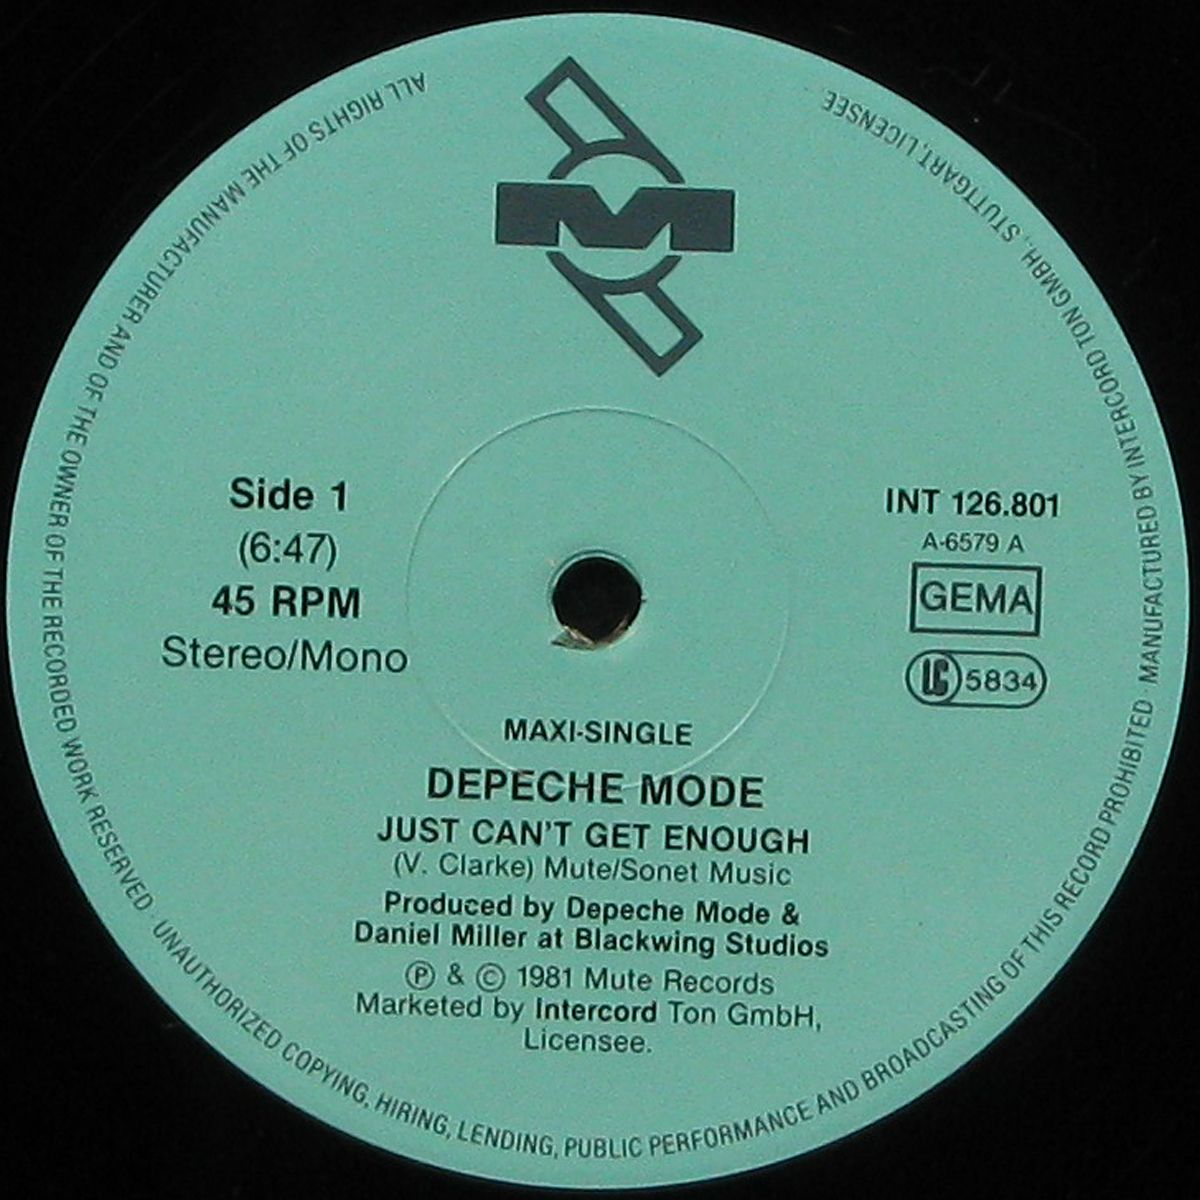 M
Side 1
(6:47)
45 RPM
Stereo/Mono
INT 126.801
A-6579 A
GEMA
LC 5834
MAXI-SINGLE
DEPECHE MODE
JUST CAN'T GET ENOUGH
(V. Clarke) Mute/Sonet Music
Produced by Depeche Mode &
Daniel Miller at Blackwing Studios
Ⓟ & © 1981 Mute Records
Marketed by Intercord Ton GmbH,
Licensee.
ALL RIGHTS OF THE MANUFACTURER AND OF THE OWNER OF THE RECORDED WORK RESERVED · UNAUTHORIZED COPYING, HIRING, LENDING, PUBLIC PERFORMANCE AND BROADCASTING OF THIS RECORD PROHIBITED · MANUFACTURED BY INTERCORD TON GMBH., STUTTGART, LICENSEE